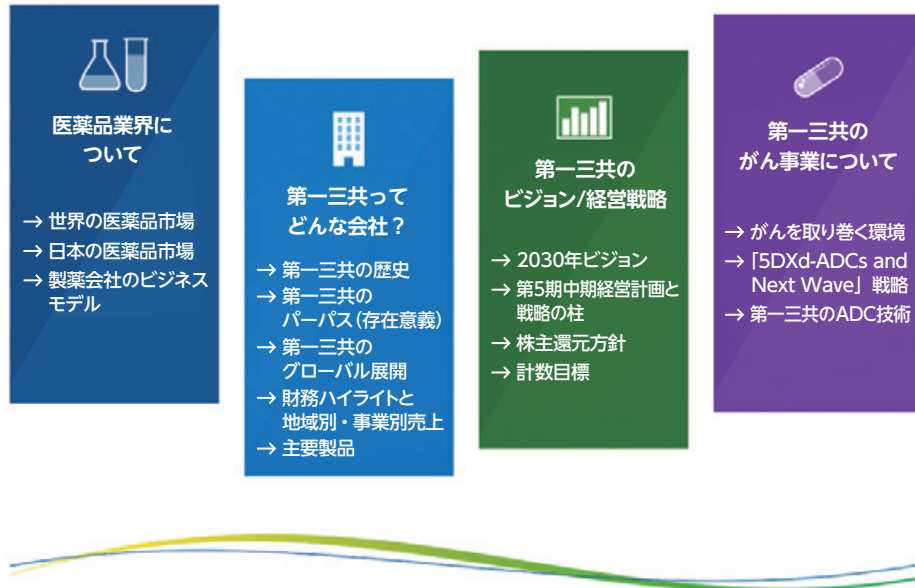 医薬品業界に
ついて
→ 世界の医薬品市場
→ 日本の医薬品市場
→ 製薬会社のビジネス
モデル
第一三共って
どんな会社？
→ 第一三共の歴史
→ 第一三共の
パーパス（存在意義）
→ 第一三共の
グローバル展開
→ 財務ハイライトと
地域別・事業別売上
→ 主要製品
第一三共の
ビジョン/経営戦略
→ 2030年ビジョン
→ 第5期中期経営計画と
戦略の柱
→ 株主還元方針
→ 計数目標
第一三共の
がん事業について
→ がんを取り巻く環境
→ 「5DXd-ADCs and
Next Wave」戦略
→ 第一三共のADC技術